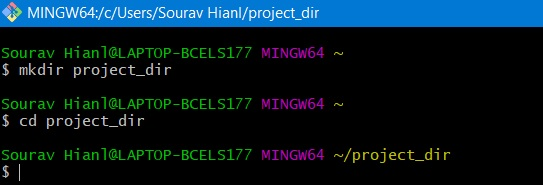 MINGW64:/c/Users/Sourav Hianl/project_dir
Sourav Hianl@LAPTOP-BCELS177 MINGW64 ~
$ mkdir project_dir
Sourav Hianl@LAPTOP-BCELS177 MINGW64 ~
$ cd project_dir
Sourav Hianl@LAPTOP-BCELS177 MINGW64 ~/project_dir
$